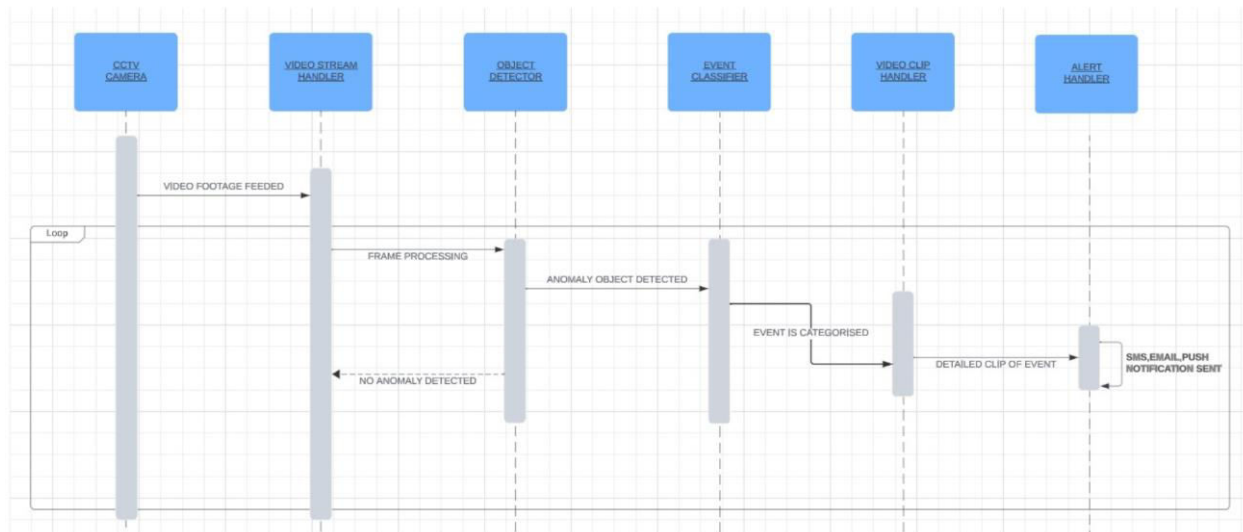 CCTV
CAMERA
VIDEO STREAM
HANDLER
OBJECT
DETECTOR
EVENT
CLASSIFIER
VIDEO CLIP
HANDLER
ALERT
HANDLER
VIDEO FOOTAGE FEEDED
Loop
FRAME PROCESSING
ANOMALY OBJECT DETECTED
EVENT IS CATEGORISED
DETAILED CLIP OF EVENT
SMS,EMAIL,PUSH
NOTIFICATION SENT
NO ANOMALY DETECTED